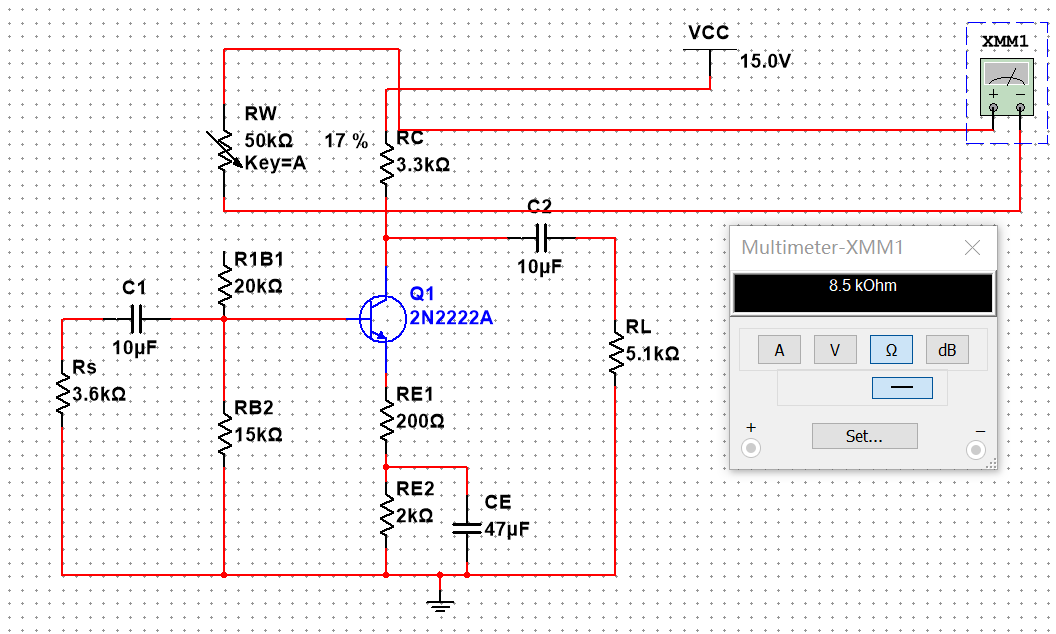 VCC
15.0V
XMM1
+ −
RW
50kΩ
17 %
Key=A
RC
3.3kΩ
C2
10µF
Multimeter-XMM1
8.5 kOhm
A V Ω dB
+
Set...
−
R1B1
20kΩ
C1
10µF
Q1
2N2222A
RL
5.1kΩ
Rs
3.6kΩ
RB2
15kΩ
RE1
200Ω
RE2
2kΩ
CE
47µF